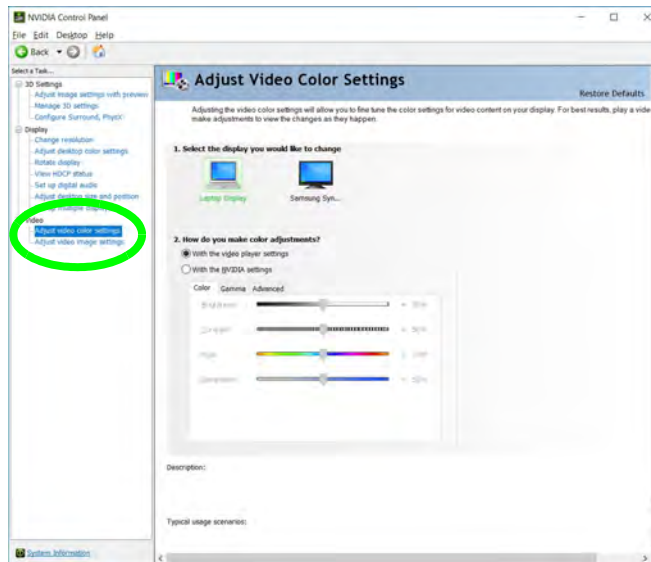 NVIDIA Control Panel
File Edit Desktop Help
Back
Select a Task...
3D Settings
Adjust image settings with preview
Manage 3D settings
Configure Surround, PhysX
Display
Change resolution
Adjust desktop color settings
Rotate display
View HDCP status
Set up digital audio
Adjust desktop size and position
multiple display
Video
Adjust video color settings
Adjust video image settings
System Information
Adjust Video Color Settings
Restore Defaults
Adjusting the video color settings will allow you to fine tune the color settings for video content on your display. For best results, play a vide
make adjustments to view the changes as they happen.
1. Select the display you would like to change
Laptop Display
Samsung Syn...
2. How do you make color adjustments?
With the video player settings
With the NVIDIA settings
Color Gamma Advanced
Description:
Typical usage scenarios: